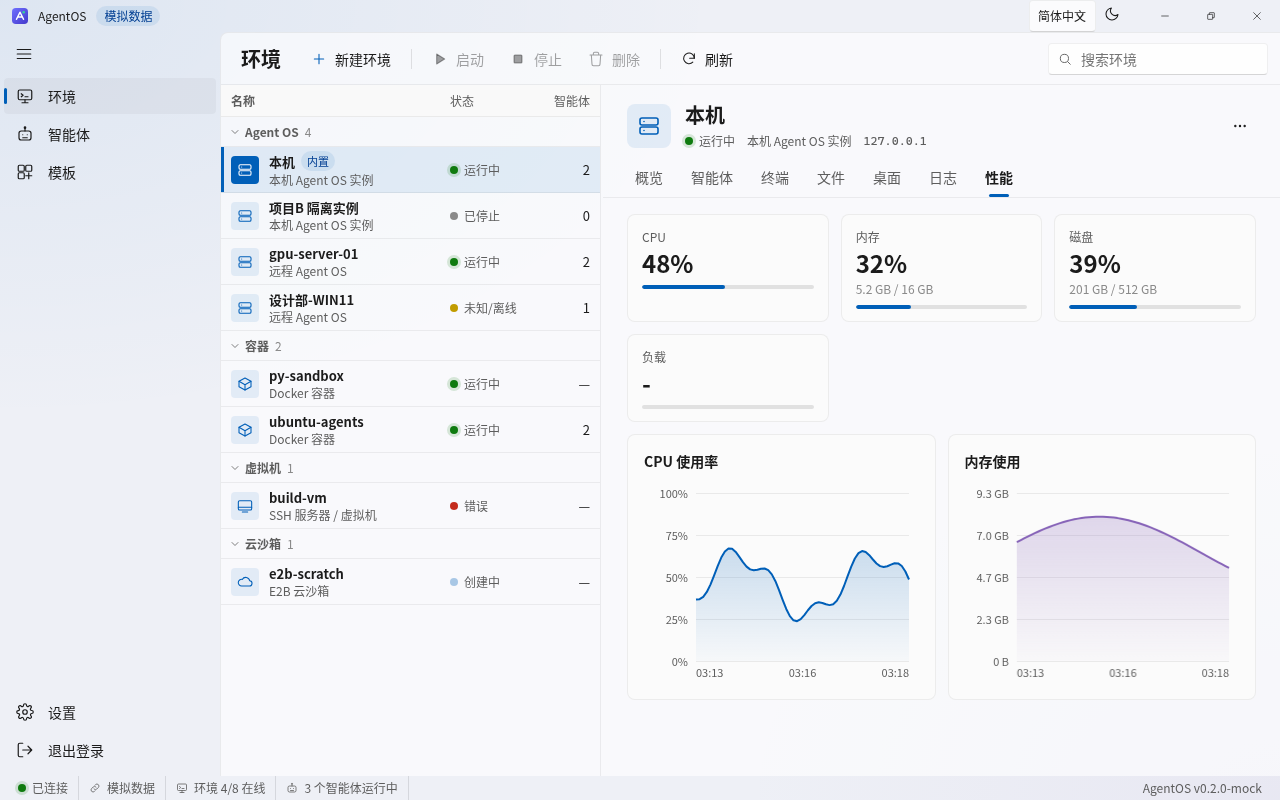 AgentOS 模拟数据
简体中文
环境
智能体
模板
设置
退出登录
环境
新建环境
启动
停止
删除
刷新
搜索环境
名称 状态 智能体
Agent OS 4
本机 内置
本机 Agent OS 实例
运行中
2
项目B 隔离实例
本机 Agent OS 实例
已停止
0
gpu-server-01
远程 Agent OS
运行中
2
设计部-WIN11
远程 Agent OS
未知/离线
1
容器 2
py-sandbox
Docker 容器
运行中
—
ubuntu-agents
Docker 容器
运行中
2
虚拟机 1
build-vm
SSH 服务器 / 虚拟机
错误
—
云沙箱 1
e2b-scratch
E2B 云沙箱
创建中
—
本机
运行中 本机 Agent OS 实例 127.0.0.1
概览 智能体 终端 文件 桌面 日志 性能
CPU
48%
内存
32%
5.2 GB / 16 GB
磁盘
39%
201 GB / 512 GB
负载
-
CPU 使用率
100%
75%
50%
25%
0%
03:13 03:16 03:18
内存使用
9.3 GB
7.0 GB
4.7 GB
2.3 GB
0 B
03:13 03:16 03:18
已连接 模拟数据 环境 4/8 在线 3 个智能体运行中 AgentOS v0.2.0-mock